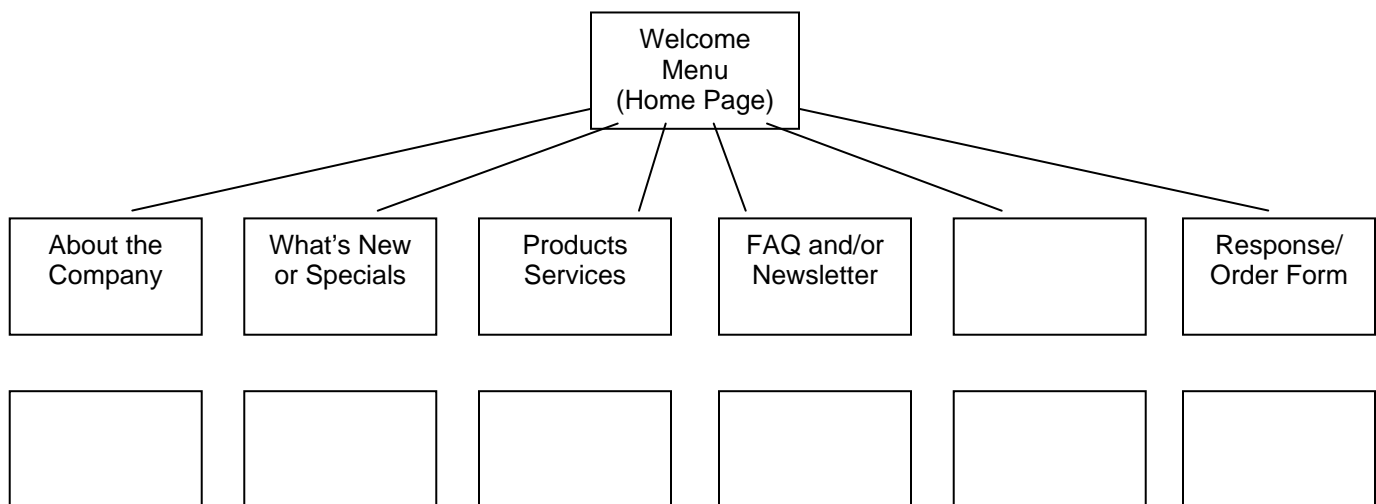 Welcome
Menu
(Home Page)
About the
Company
What’s New
or Specials
Products
Services
FAQ and/or
Newsletter
Response/
Order Form